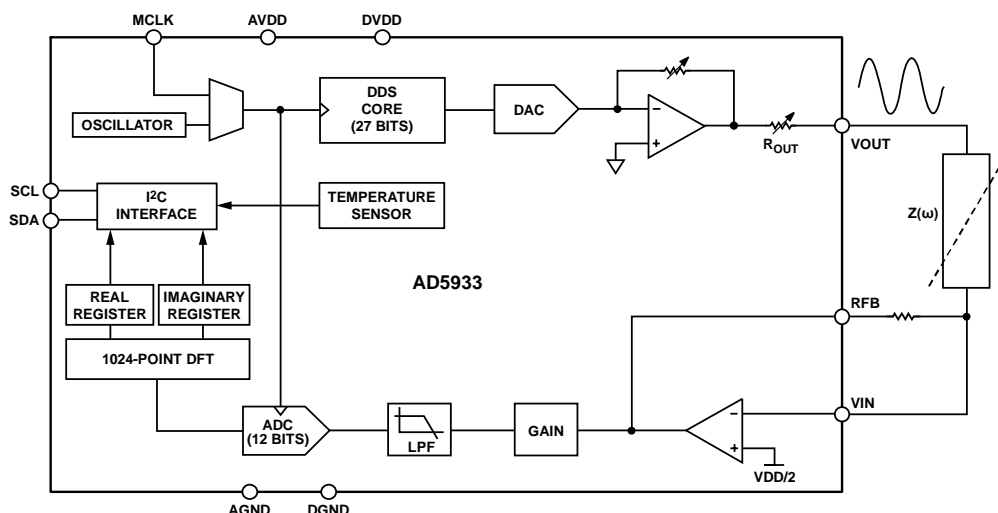 MCLK
AVDD
DVDD
OSCILLATOR
DDS
CORE
(27 BITS)
DAC
−
+
R_OUT
VOUT
SCL
SDA
I²C
INTERFACE
TEMPERATURE
SENSOR
Z(ω)
AD5933
REAL
REGISTER
IMAGINARY
REGISTER
RFB
1024-POINT DFT
VIN
ADC
(12 BITS)
LPF
GAIN
−
+
VDD/2
AGND
DGND